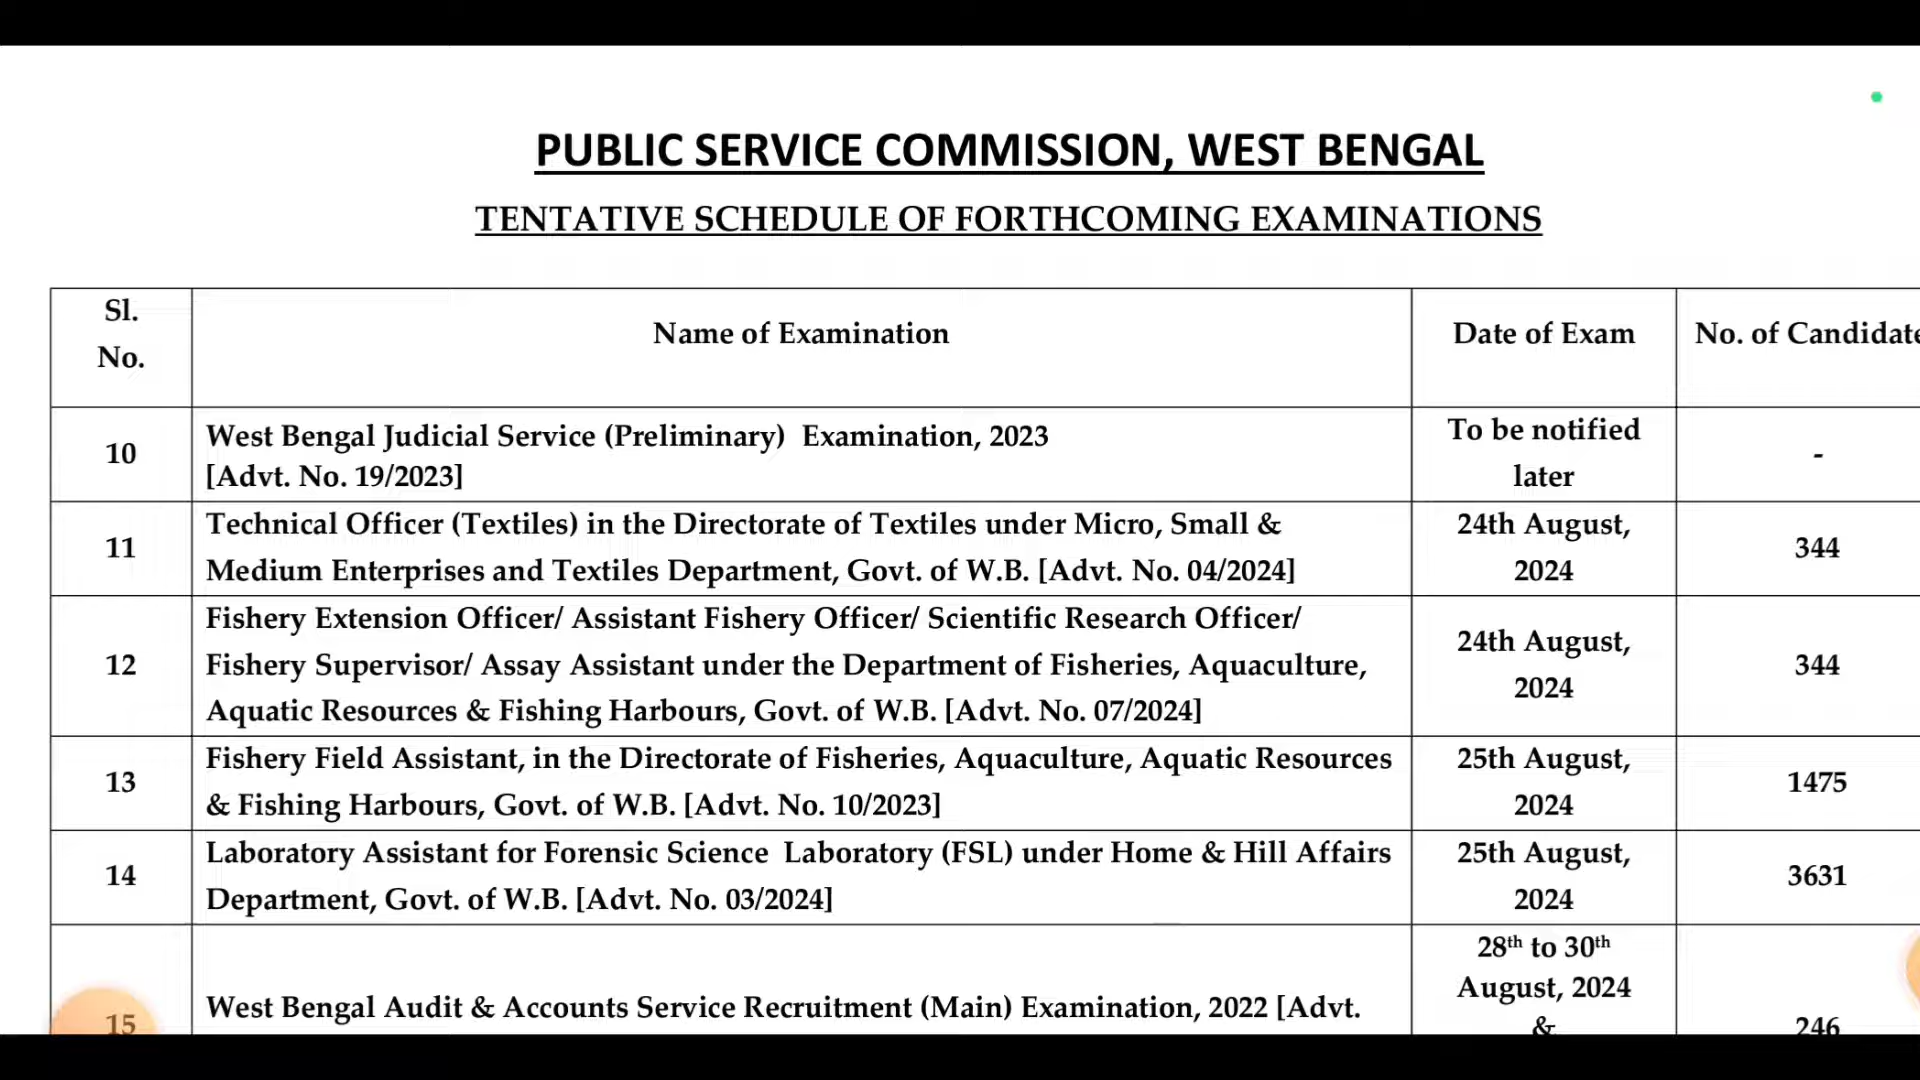 PUBLIC SERVICE COMMISSION, WEST BENGAL
TENTATIVE SCHEDULE OF FORTHCOMING EXAMINATIONS
Sl.
No.
Name of Examination
Date of Exam
No. of Candidate
10
West Bengal Judicial Service (Preliminary) Examination, 2023
[Advt. No. 19/2023]
To be notified
later
-
11
Technical Officer (Textiles) in the Directorate of Textiles under Micro, Small &
Medium Enterprises and Textiles Department, Govt. of W.B. [Advt. No. 04/2024]
24th August,
2024
344
12
Fishery Extension Officer/ Assistant Fishery Officer/ Scientific Research Officer/
Fishery Supervisor/ Assay Assistant under the Department of Fisheries, Aquaculture,
Aquatic Resources & Fishing Harbours, Govt. of W.B. [Advt. No. 07/2024]
24th August,
2024
344
13
Fishery Field Assistant, in the Directorate of Fisheries, Aquaculture, Aquatic Resources
& Fishing Harbours, Govt. of W.B. [Advt. No. 10/2023]
25th August,
2024
1475
14
Laboratory Assistant for Forensic Science Laboratory (FSL) under Home & Hill Affairs
Department, Govt. of W.B. [Advt. No. 03/2024]
25th August,
2024
3631
15
West Bengal Audit & Accounts Service Recruitment (Main) Examination, 2022 [Advt.
28th to 30th
August, 2024
&
246